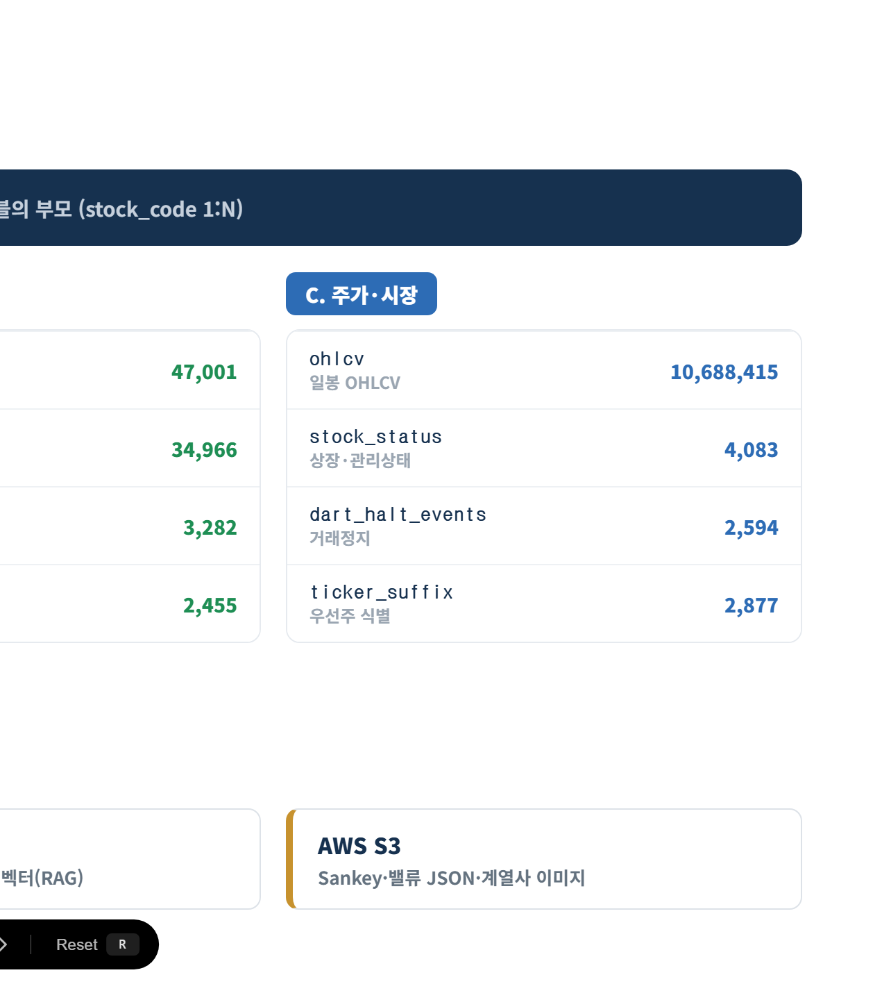 블의 부모 (stock_code 1:N)
C. 주가·시장
47,001
34,966
3,282
2,455
ohlcv
일봉 OHLCV
10,688,415
stock_status
상장·관리상태
4,083
dart_halt_events
거래정지
2,594
ticker_suffix
우선주 식별
2,877
벡터(RAG)
AWS S3
Sankey·밸류 JSON·계열사 이미지
Reset R